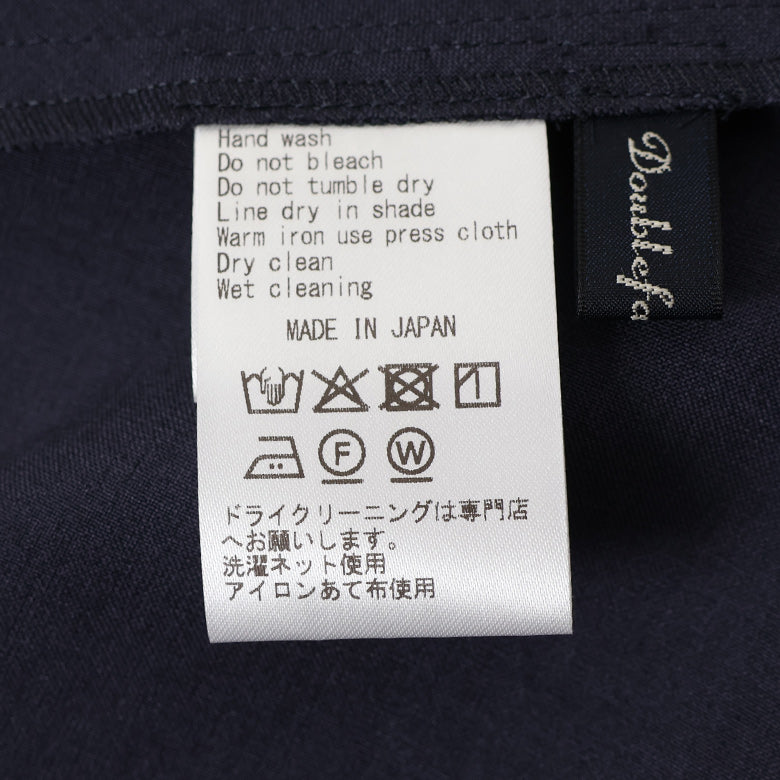 Hand wash
Do not bleach
Do not tumble dry
Line dry in shade
Warm iron use press cloth
Dry clean
Wet cleaning
MADE IN JAPAN
F
W
ドライクリーニングは専門店
へお願いします。
洗濯ネット使用
アイロンあて布使用
Doublefa